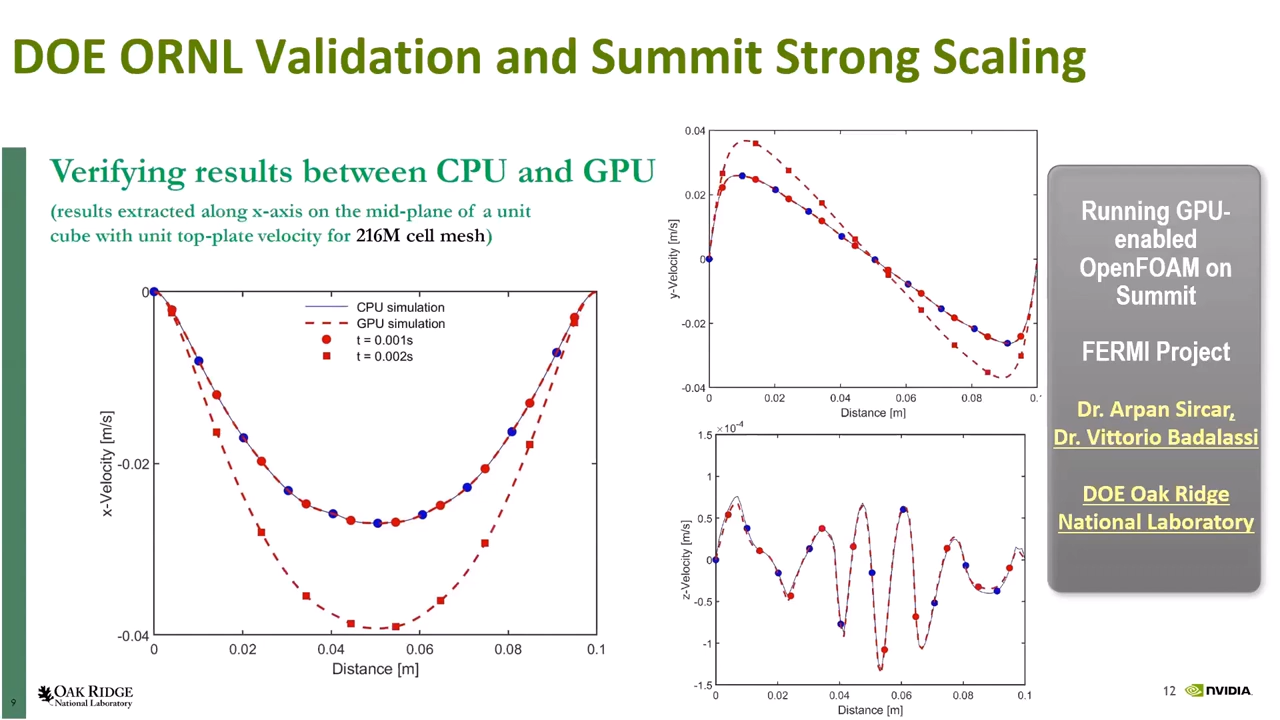 DOE ORNL Validation and Summit Strong Scaling
Verifying results between CPU and GPU
(results extracted along x-axis on the mid-plane of a unit
cube with unit top-plate velocity for 216M cell mesh)
0
-0.02
-0.04
x-Velocity [m/s]
CPU simulation
GPU simulation
t = 0.001s
t = 0.002s
0 0.02 0.04 0.06 0.08 0.1
Distance [m]
0.04
0.02
0
-0.02
-0.04
y-Velocity [m/s]
0 0.02 0.04 0.06 0.08 0.1
Distance [m]
×10⁻⁴
1.5
1
0.5
0
-0.5
-1
-1.5
z-Velocity [m/s]
0 0.02 0.04 0.06 0.08 0.1
Distance [m]
Running GPU-
enabled
OpenFOAM on
Summit
FERMI Project
Dr. Arpan Sircar,
Dr. Vittorio Badalassi
DOE Oak Ridge
National Laboratory
9
OAK RIDGE
National Laboratory
12
NVIDIA.